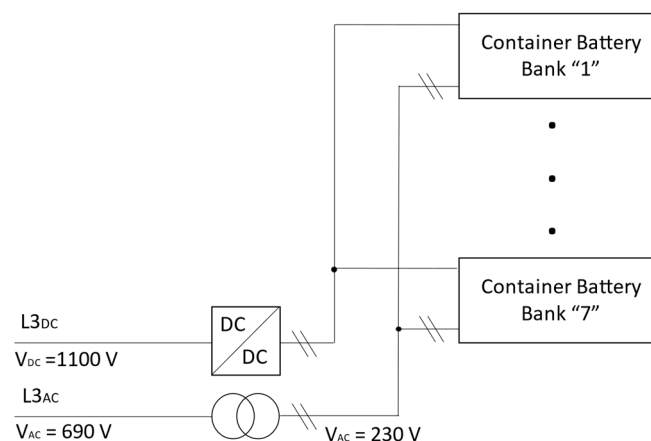 Container Battery
Bank “1”
Container Battery
Bank “7”
L3DC
DC
VDC =1100 V
DC
L3AC
VAC =690 V
VAC =230 V